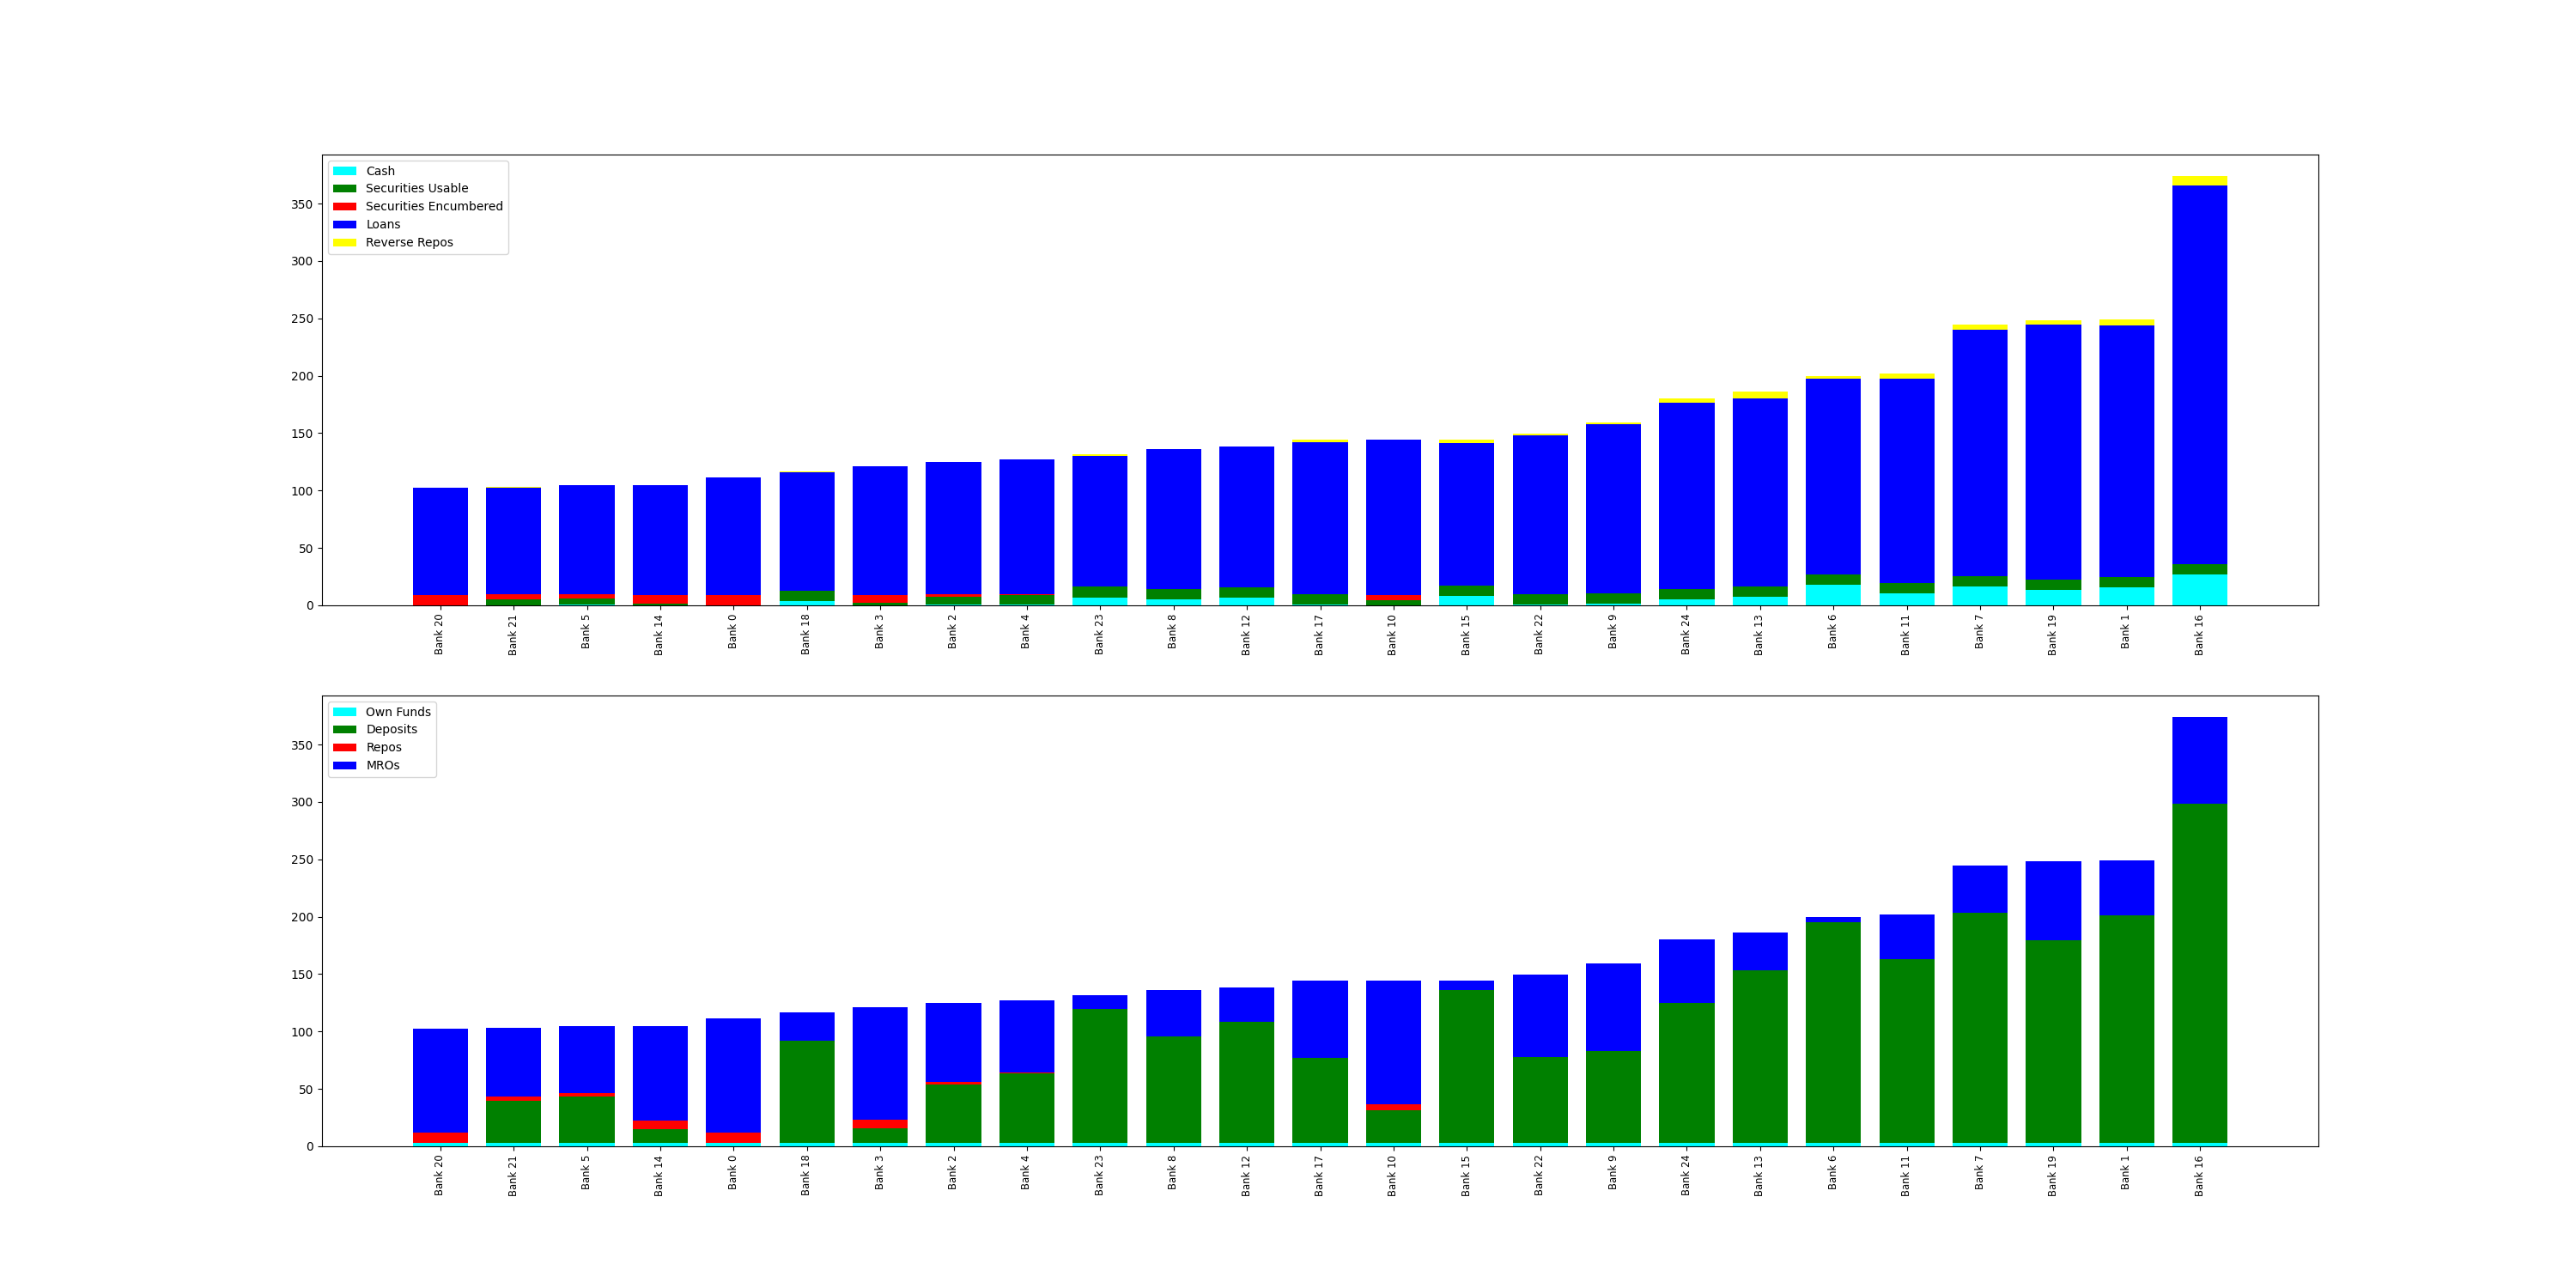 Cash
Securities Usable
Securities Encumbered
Loans
Reverse Repos
350
300
250
200
150
100
50
0
Bank 20
Bank 21
Bank 5
Bank 14
Bank 0
Bank 18
Bank 3
Bank 2
Bank 4
Bank 23
Bank 8
Bank 12
Bank 17
Bank 10
Bank 15
Bank 22
Bank 9
Bank 24
Bank 13
Bank 6
Bank 11
Bank 7
Bank 19
Bank 1
Bank 16
Own Funds
Deposits
Repos
MROs
350
300
250
200
150
100
50
0
Bank 20
Bank 21
Bank 5
Bank 14
Bank 0
Bank 18
Bank 3
Bank 2
Bank 4
Bank 23
Bank 8
Bank 12
Bank 17
Bank 10
Bank 15
Bank 22
Bank 9
Bank 24
Bank 13
Bank 6
Bank 11
Bank 7
Bank 19
Bank 1
Bank 16